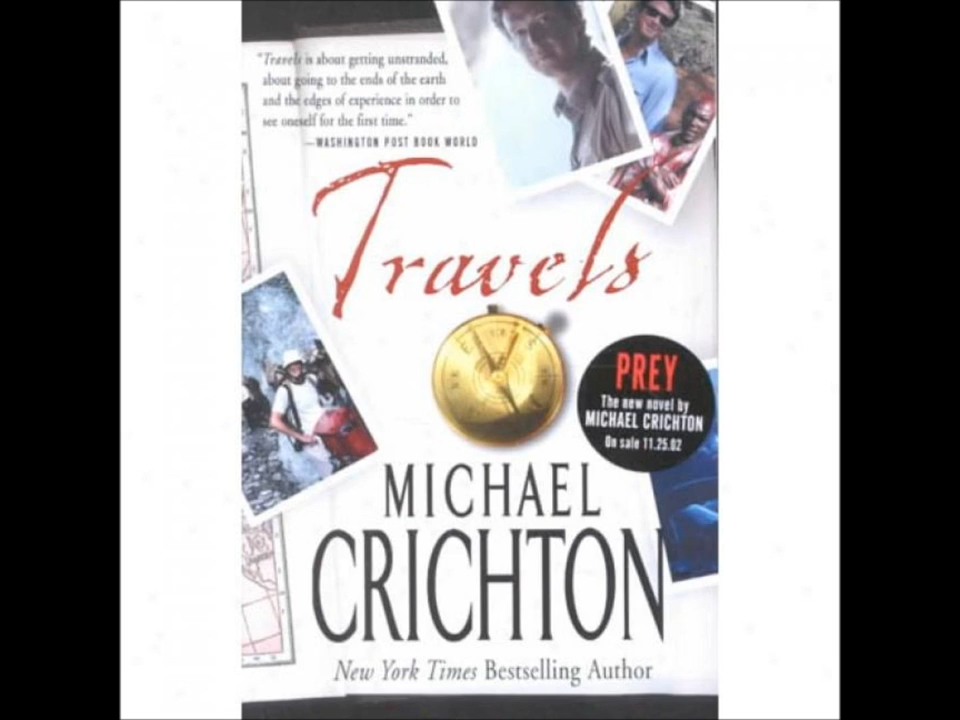 "Travels is about getting unstranded,
about going to the ends of the earth
and the edges of experience in order to
see oneself for the first time."
—WASHINGTON POST BOOK WORLD
Travels
PREY
The new novel by
MICHAEL CRICHTON
On sale 11.25.02
MICHAEL
CRICHTON
New York Times Bestselling Author